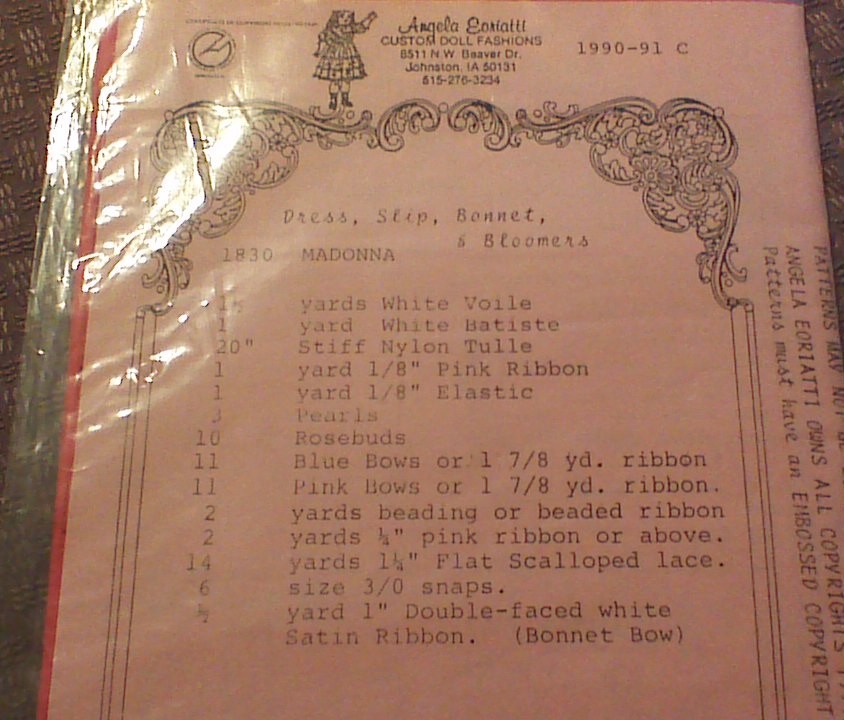 Angela Eoriatti
CUSTOM DOLL FASHIONS
8511 N.W. Beaver Dr.
Johnston, IA 50131
515-276-3234
1990-91 C
Dress, Slip, Bonnet,
& Bloomers
1830 MADONNA
1½ yards White Voile
1 yard White Batiste
20" Stiff Nylon Tulle
1 yard 1/8" Pink Ribbon
1 yard 1/8" Elastic
3 Pearls
10 Rosebuds
11 Blue Bows or 1 7/8 yd. ribbon
11 Pink Bows or 1 7/8 yd. ribbon.
2 yards beading or beaded ribbon
2 yards ¼" pink ribbon or above.
14 yards 1¼" Flat Scalloped lace.
6 size 3/0 snaps.
½ yard 1" Double-faced white
Satin Ribbon. (Bonnet Bow)
PATTERNS MAY NOT
ANGELA EORIATTI OWNS ALL COPYRIGHTS
Patterns must have an EMBOSSED COPYRIGHT